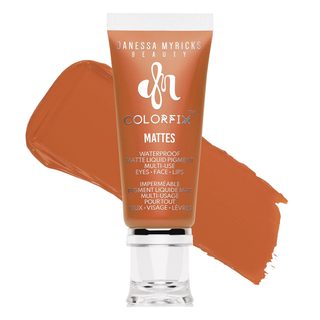 DANESSA MYRICKS
BEAUTY
COLORFIX
MATTES
WATERPROOF
MATTE LIQUID PIGMENT
MULTI-USE
EYES • FACE • LIPS
IMPERMÉABLE
PIGMENT LIQUIDE MAT
MULTI-USAGE
POUR TOUT
YEUX • VISAGE • LÈVRES